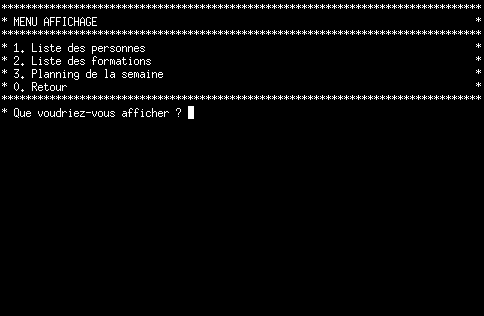 ********************************************************************************
* MENU AFFICHAGE                                                               *
********************************************************************************
* 1. Liste des personnes                                                       *
* 2. Liste des formations                                                      *
* 3. Planning de la semaine                                                    *
* 0. Retour                                                                    *
********************************************************************************
* Que voudriez-vous afficher ?